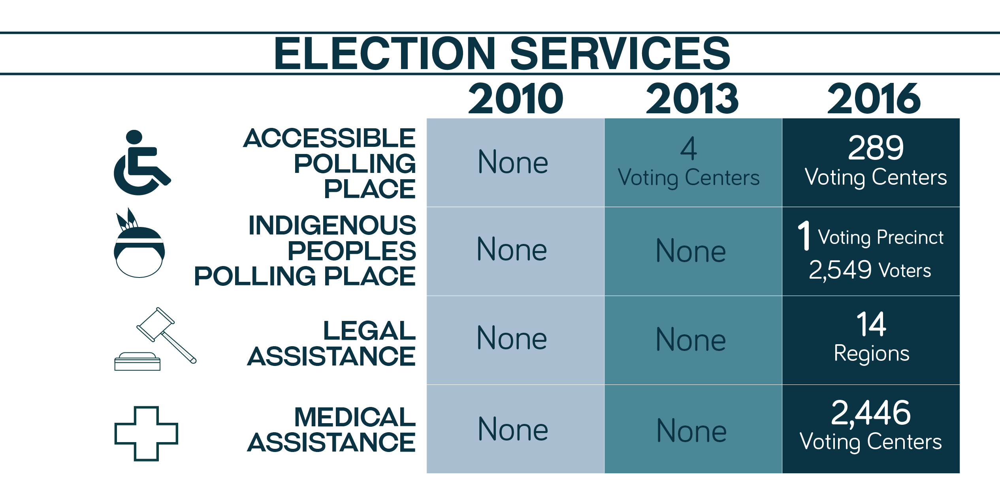 ELECTION SERVICES
2010 2013 2016
ACCESSIBLE
POLLING
PLACE
None
4
Voting Centers
289
Voting Centers
INDIGENOUS
PEOPLES
POLLING PLACE
None
None
1 Voting Precinct
2,549 Voters
LEGAL
ASSISTANCE
None
None
14
Regions
MEDICAL
ASSISTANCE
None
None
2,446
Voting Centers